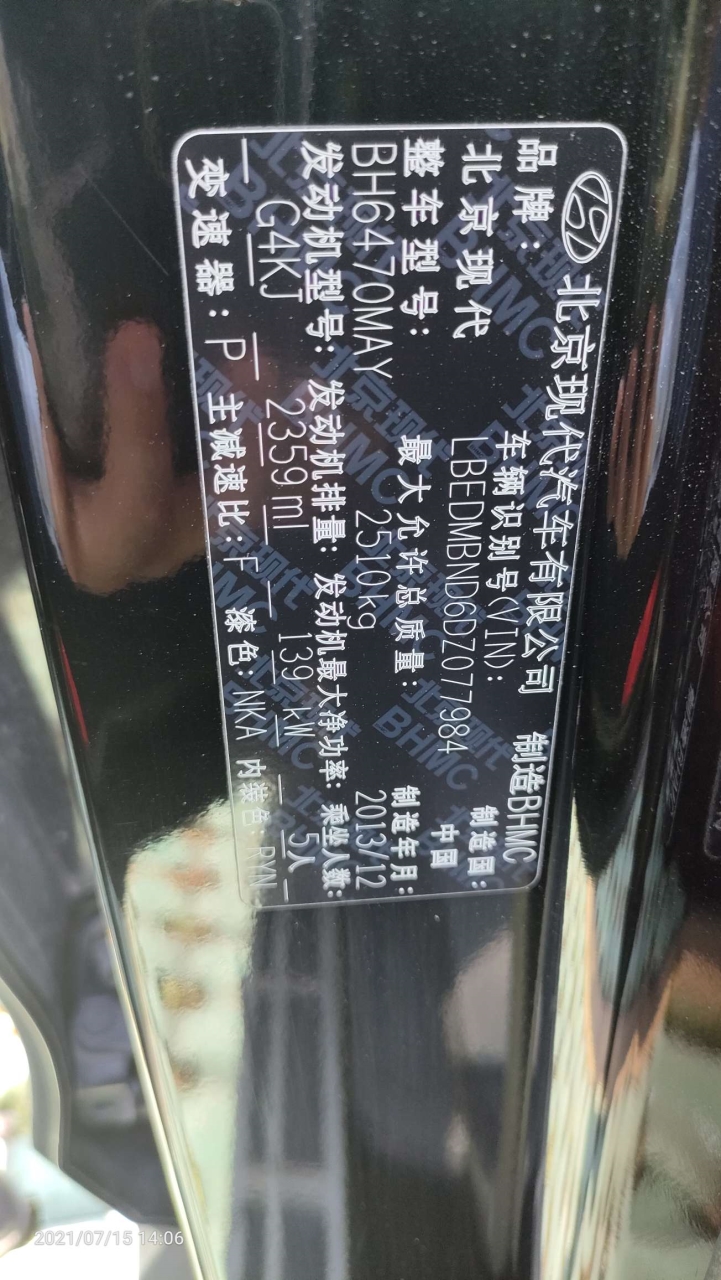 北京现代汽车有限公司 制造BHMC
品牌: 车辆识别号(VIN): 制造国:
北京现代 LBEDMBND6DZ077984 中国
整车型号: 最大允许总质量: 制造年月:
BH6470MAY 2510kg 2013/12
发动机型号: 发动机排量: 发动机最大净功率: 乘坐人数:
G4KJ 2359ml 139 kW 5人
变速器: P 主减速比: F 漆色: NKA 内装色: RYN
2021/07/15 14:06